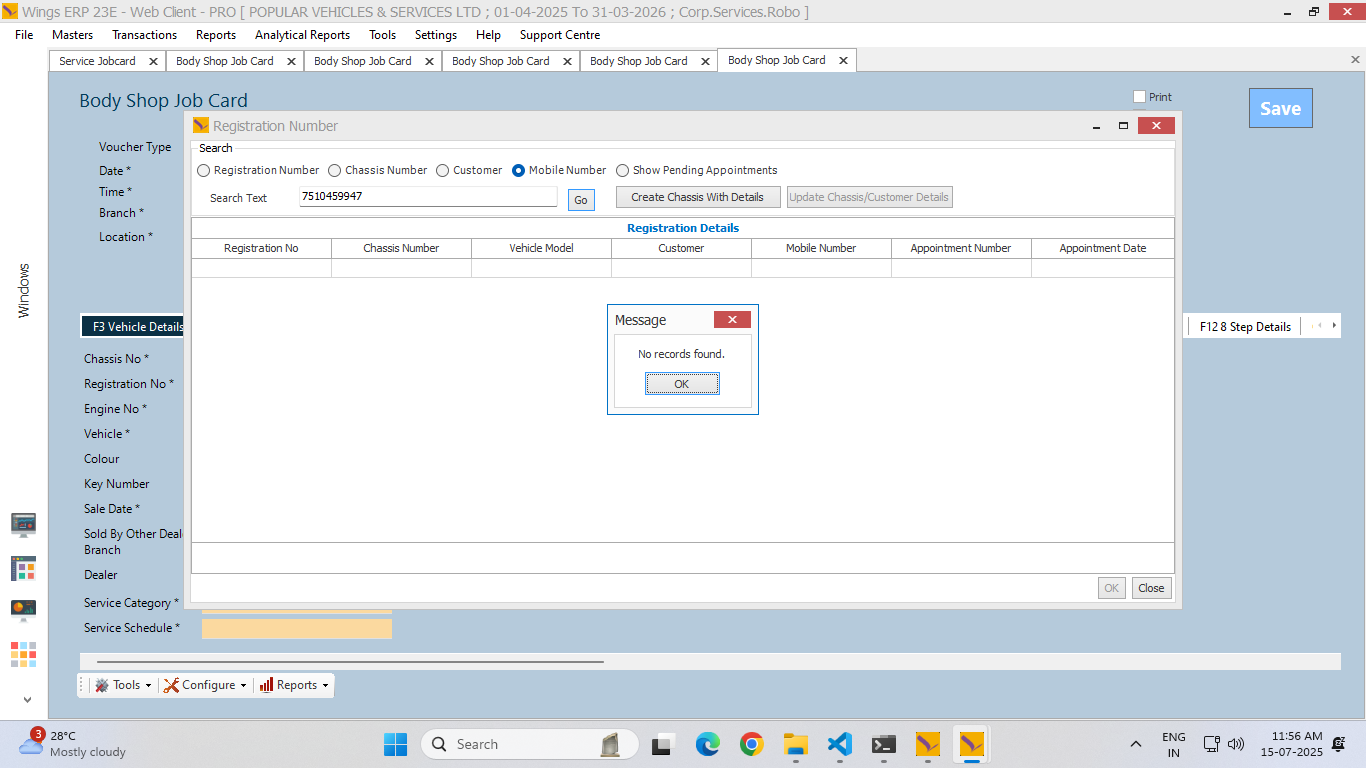 Wings ERP 23E - Web Client - PRO [ POPULAR VEHICLES & SERVICES LTD ; 01-04-2025 To 31-03-2026 ; Corp.Services.Robo ]
File Masters Transactions Reports Analytical Reports Tools Settings Help Support Centre
Service Jobcard Body Shop Job Card Body Shop Job Card Body Shop Job Card Body Shop Job Card Body Shop Job Card
Body Shop Job Card
Print
Save
Voucher Type
Date *
Time *
Branch *
Location *
Windows
F3 Vehicle Details
F12 8 Step Details
Chassis No *
Registration No *
Engine No *
Vehicle *
Colour
Key Number
Sale Date *
Sold By Other Deal
Branch
Dealer
Service Category *
Service Schedule *
Registration Number
Search
Registration Number Chassis Number Customer Mobile Number Show Pending Appointments
Search Text 7510459947 Go Create Chassis With Details Update Chassis/Customer Details
Registration Details
Registration No Chassis Number Vehicle Model Customer Mobile Number Appointment Number Appointment Date
Message
No records found.
OK
OK Close
Tools Configure Reports
3
28°C
Mostly cloudy
Search
ENG
IN
11:56 AM
15-07-2025